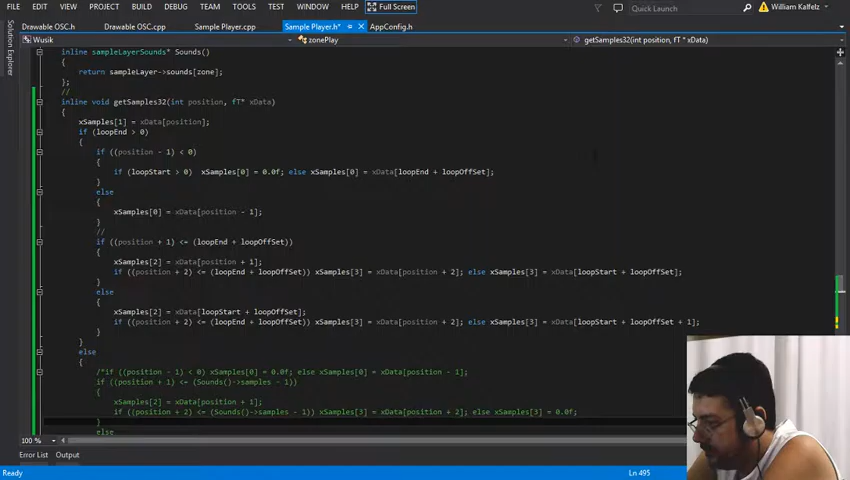 FILE EDIT VIEW PROJECT BUILD DEBUG TEAM TEST WINDOW HELP Full Screen Quick Launch William Kalfelz
Drawable OSC.h Drawable OSC.cpp Sample Player.cpp Sample Player.h* AppConfig.h
Solution Explorer
Wusik zonePlay getSamples32(int position, fT * xData)
inline sampleLayerSounds* Sounds()
{
return sampleLayer->sounds[zone];
};
//
inline void getSamples32(int position, fT* xData)
{
xSamples[1] = xData[position];
if (loopEnd > 0)
{
if ((position - 1) < 0)
{
if (loopStart > 0) xSamples[0] = 0.0f; else xSamples[0] = xData[loopEnd + loopOffSet];
}
else
{
xSamples[0] = xData[position - 1];
}
//
if ((position + 1) <= (loopEnd + loopOffSet))
{
xSamples[2] = xData[position + 1];
if ((position + 2) <= (loopEnd + loopOffSet)) xSamples[3] = xData[position + 2]; else xSamples[3] = xData[loopStart + loopOffSet];
}
else
{
xSamples[2] = xData[loopStart + loopOffSet];
if ((position + 2) <= (loopEnd + loopOffSet)) xSamples[3] = xData[position + 2]; else xSamples[3] = xData[loopStart + loopOffSet + 1];
}
}
else
{
/*if ((position - 1) < 0) xSamples[0] = 0.0f; else xSamples[0] = xData[position - 1];
if ((position + 1) <= (Sounds()->samples - 1))
{
xSamples[2] = xData[position + 1];
if ((position + 2) <= (Sounds()->samples - 1)) xSamples[3] = xData[position + 2]; else xSamples[3] = 0.0f;
}
else
100 %
Error List Output
Ready Ln 495